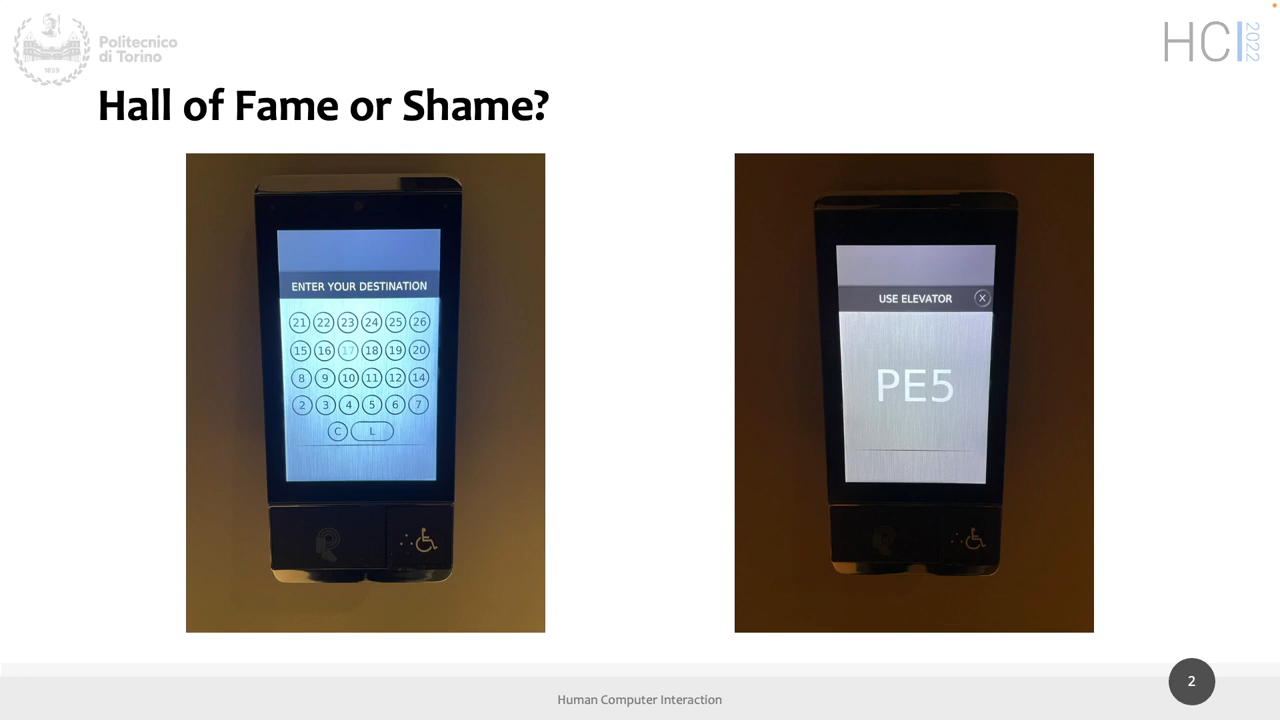 Politecnico
di Torino
1859
HCI 2022
Hall of Fame or Shame?
ENTER YOUR DESTINATION
21 22 23 24 25 26
15 16 17 18 19 20
8 9 10 11 12 14
2 3 4 5 6 7
C L
USE ELEVATOR X
PE5
Human Computer Interaction
2